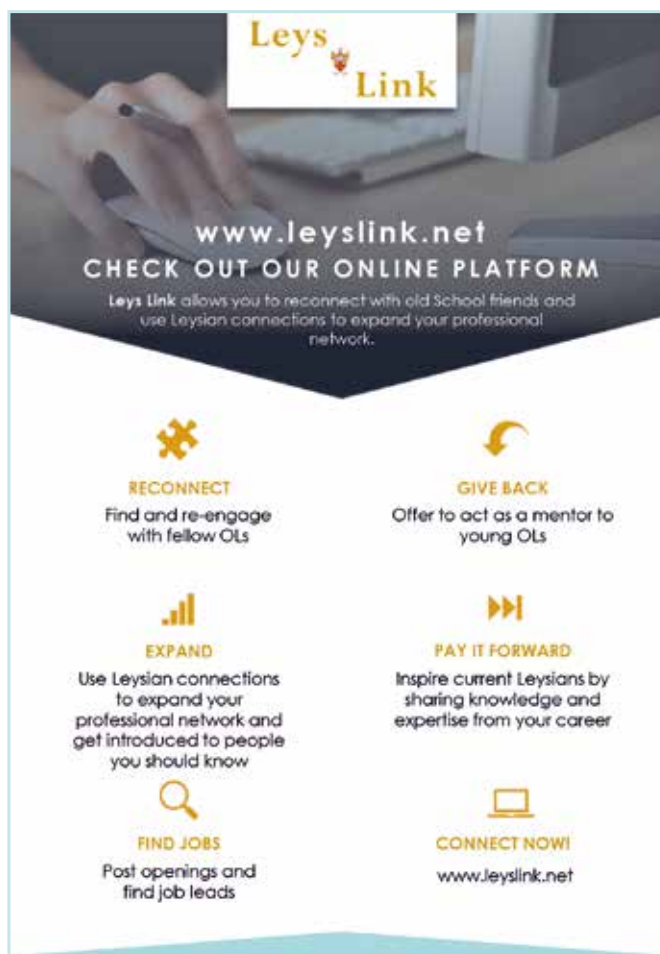 Leys
Link
www.leyslink.net
CHECK OUT OUR ONLINE PLATFORM
Leys Link allows you to reconnect with old School friends and
use Leysian connections to expand your professional
network.
RECONNECT
Find and re-engage
with fellow OLs
GIVE BACK
Offer to act as a mentor to
young OLs
EXPAND
Use Leysian connections
to expand your
professional network and
get introduced to people
you should know
PAY IT FORWARD
Inspire current Leysians by
sharing knowledge and
expertise from your career
FIND JOBS
Post openings and
find job leads
CONNECT NOW!
www.leyslink.net